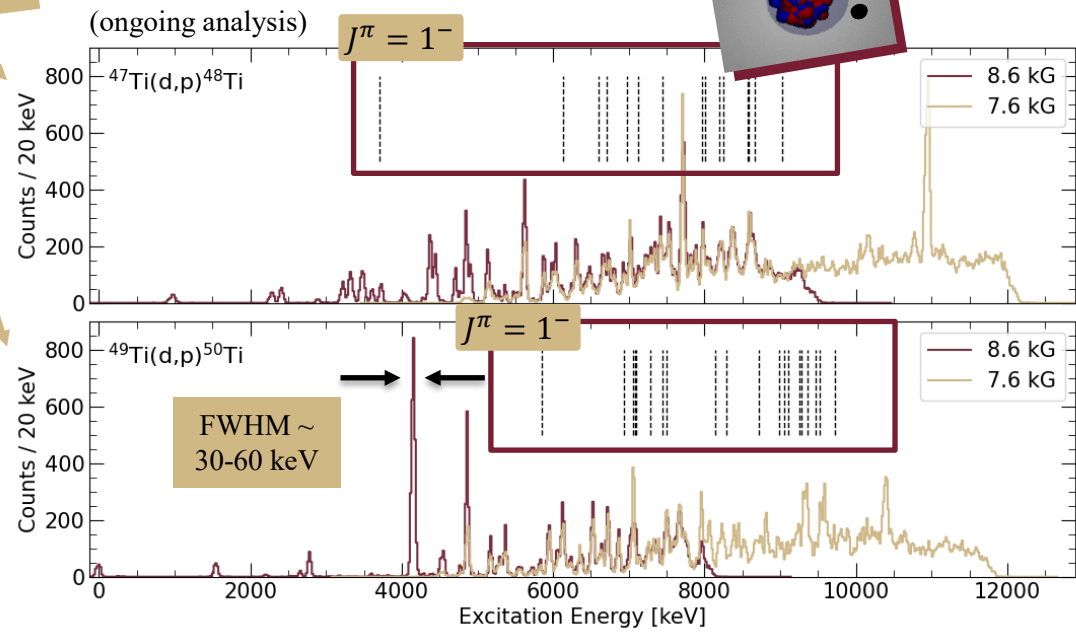 (ongoing analysis)
J^π = 1⁻
⁴⁷Ti(d,p)⁴⁸Ti
8.6 kG
7.6 kG
Counts / 20 keV
800
600
400
200
0
J^π = 1⁻
⁴⁹Ti(d,p)⁵⁰Ti
8.6 kG
7.6 kG
FWHM ~
30-60 keV
Counts / 20 keV
800
600
400
200
0
0 2000 4000 6000 8000 10000 12000
Excitation Energy [keV]